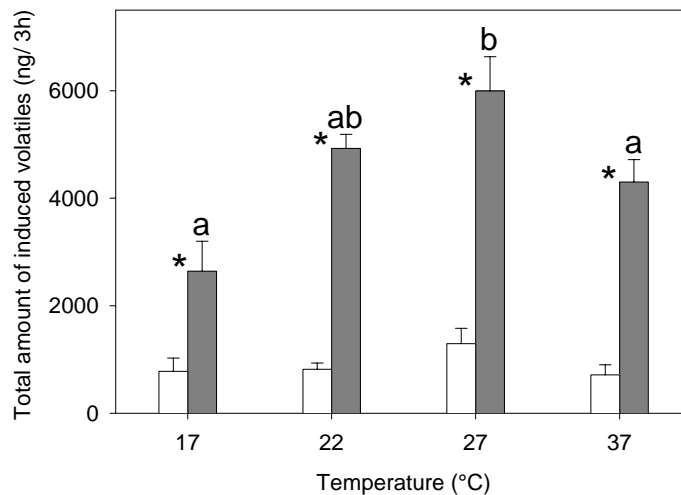 Total amount of induced volatiles (ng/ 3h)
6000
4000
2000
0
* a
* ab
* b
* a
17 22 27 37
Temperature (°C)